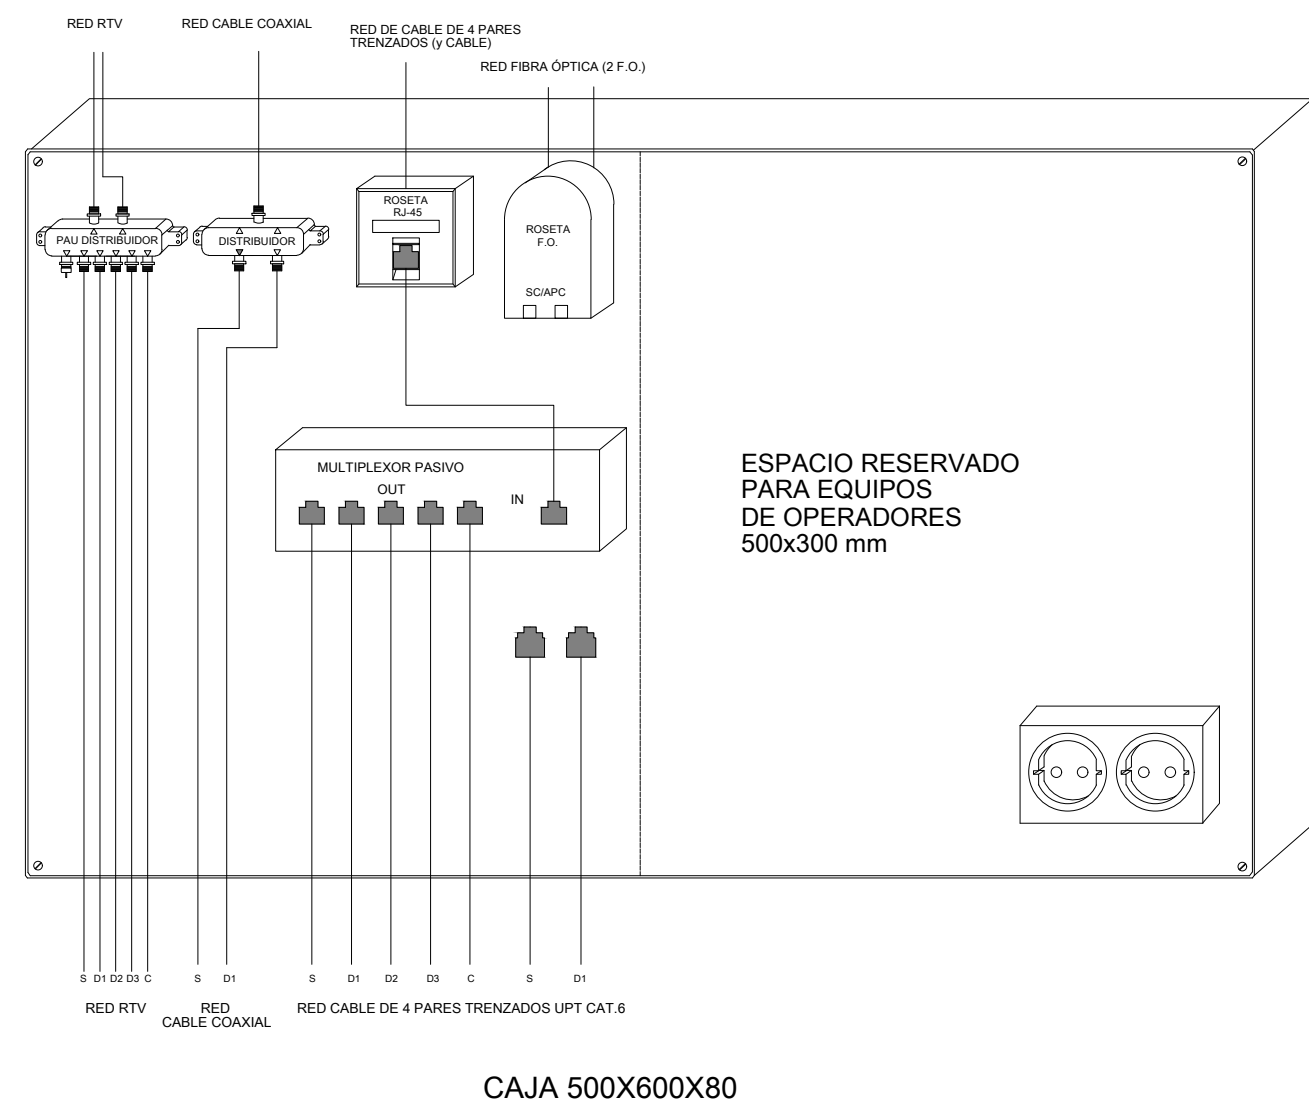 RED RTV
RED CABLE COAXIAL
RED DE CABLE DE 4 PARES
TRENZADOS (y CABLE)
RED FIBRA ÓPTICA (2 F.O.)
PAU DISTRIBUIDOR
DISTRIBUIDOR
ROSETA
RJ-45
ROSETA
F.O.
SC/APC
MULTIPLEXOR PASIVO
OUT
IN
ESPACIO RESERVADO
PARA EQUIPOS
DE OPERADORES
500x300 mm
S D1 D2 D3 C
S D1
S D1 D2 D3 C
S D1
RED RTV
RED
CABLE COAXIAL
RED CABLE DE 4 PARES TRENZADOS UPT CAT.6
CAJA 500X600X80